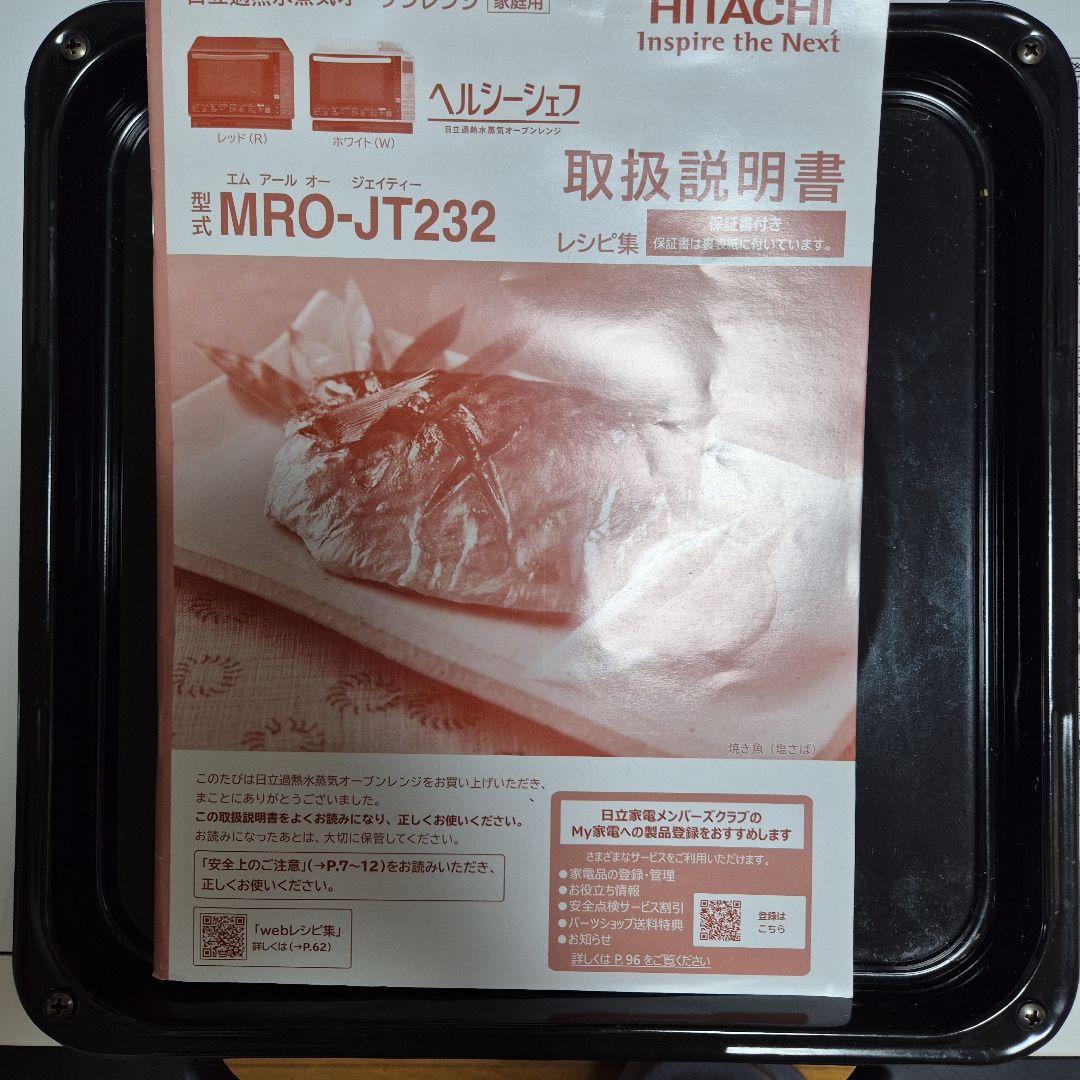 日立過熱水蒸気オーブンレンジ 家庭用
HITACHI
Inspire the Next
ヘルシーシェフ
日立過熱水蒸気オーブンレンジ
レッド(R)
ホワイト(W)
取扱説明書
エム アール オー ジェイティー
型式 MRO-JT232
レシピ集
保証書付き
保証書は裏表紙に付いています。
焼き魚(塩さば)
このたびは日立過熱水蒸気オーブンレンジをお買い上げいただき、
まことにありがとうございました。
この取扱説明書をよくお読みになり、正しくお使いください。
お読みになったあとは、大切に保管してください。
「安全上のご注意」(→P.7~12)をお読みいただき、
正しくお使いください。
「webレシピ集」
詳しくは(→P.62)
日立家電メンバーズクラブの
My家電への製品登録をおすすめします
さまざまなサービスをご利用いただけます。
●家電品の登録・管理
●お役立ち情報
●安全点検サービス割引
●パーツショップ送料特典
●お知らせ
登録は
こちら
詳しくは P.96 をご覧ください